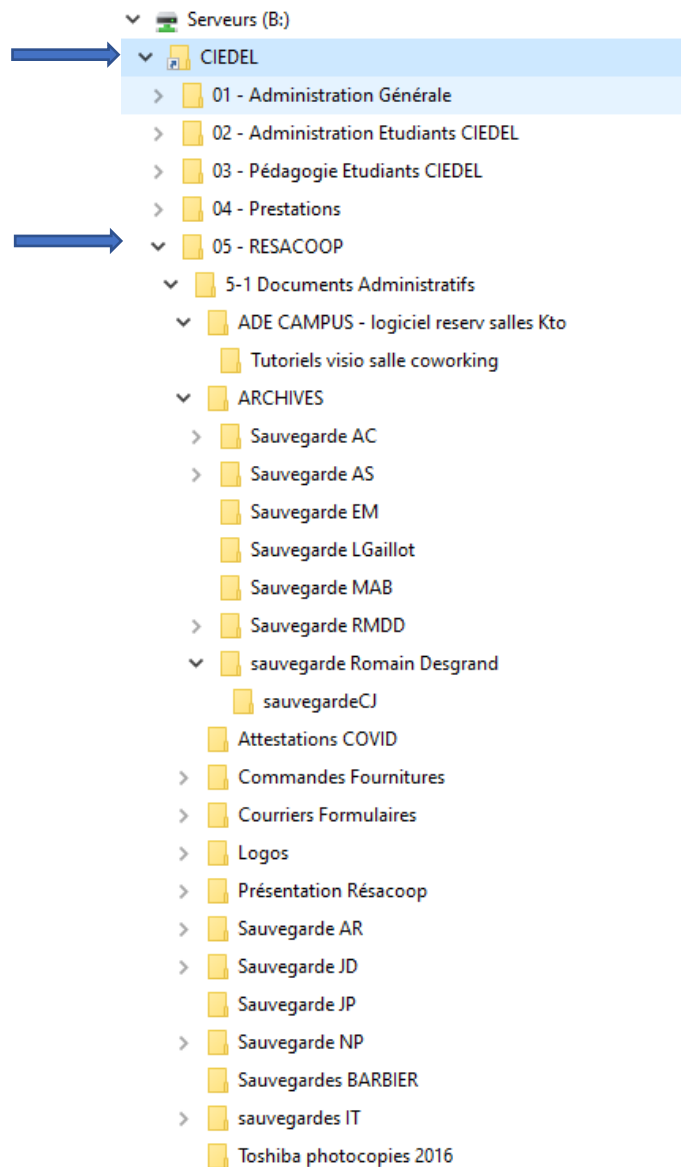 Serveurs (B:)
CIEDEL
01 - Administration Générale
02 - Administration Etudiants CIEDEL
03 - Pédagogie Etudiants CIEDEL
04 - Prestations
05 - RESACOOP
5-1 Documents Administratifs
ADE CAMPUS - logiciel reserv salles Kto
Tutoriels visio salle coworking
ARCHIVES
Sauvegarde AC
Sauvegarde AS
Sauvegarde EM
Sauvegarde LGaillot
Sauvegarde MAB
Sauvegarde RMDD
sauvegarde Romain Desgrand
sauvegardeCJ
Attestations COVID
Commandes Fournitures
Courriers Formulaires
Logos
Présentation Résacoop
Sauvegarde AR
Sauvegarde JD
Sauvegarde JP
Sauvegarde NP
Sauvegardes BARBIER
sauvegardes IT
Toshiba photocopies 2016